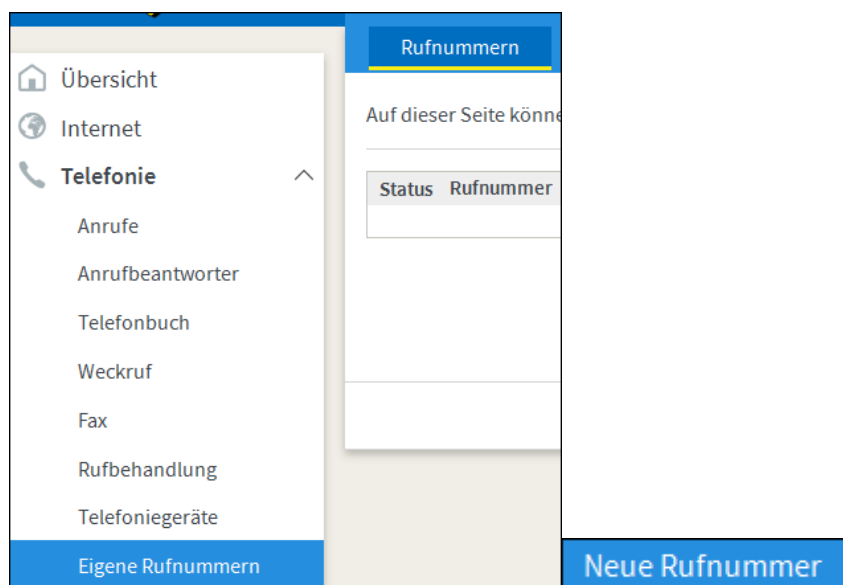 Übersicht
Internet
Telefonie
Anrufe
Anrufbeantworter
Telefonbuch
Weckruf
Fax
Rufbehandlung
Telefoniegeräte
Eigene Rufnummern
Rufnummern
Auf dieser Seite könne
Status Rufnummer
Neue Rufnummer